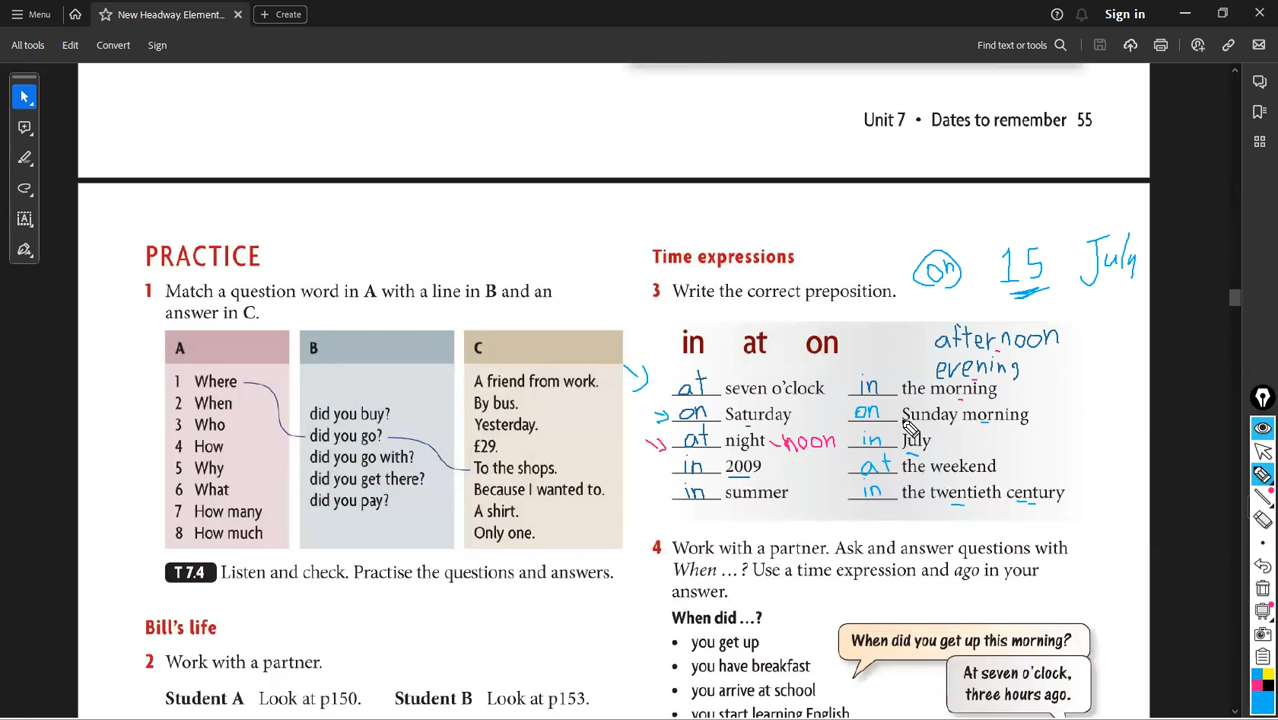 Menu
New Headway. Element...
Create
Sign in
All tools
Edit
Convert
Sign
Find text or tools
Unit 7 • Dates to remember 55
PRACTICE
1 Match a question word in A with a line in B and an
answer in C.
A
1 Where
2 When
3 Who
4 How
5 Why
6 What
7 How many
8 How much
B
did you buy?
did you go?
did you go with?
did you get there?
did you pay?
C
A friend from work.
By bus.
Yesterday.
£29.
To the shops.
Because I wanted to.
A shirt.
Only one.
T 7.4 Listen and check. Practise the questions and answers.
Bill's life
2 Work with a partner.
Student A Look at p150. Student B Look at p153.
Time expressions
on 15 July
3 Write the correct preposition.
in at on
afternoon
evening
at seven o'clock
on Saturday
at night noon
in 2009
in summer
in the morning
on Sunday morning
in July
at the weekend
in the twentieth century
4 Work with a partner. Ask and answer questions with
When …? Use a time expression and ago in your
answer.
When did …?
• you get up
• you have breakfast
• you arrive at school
• you start learning English
When did you get up this morning?
At seven o'clock,
three hours ago.